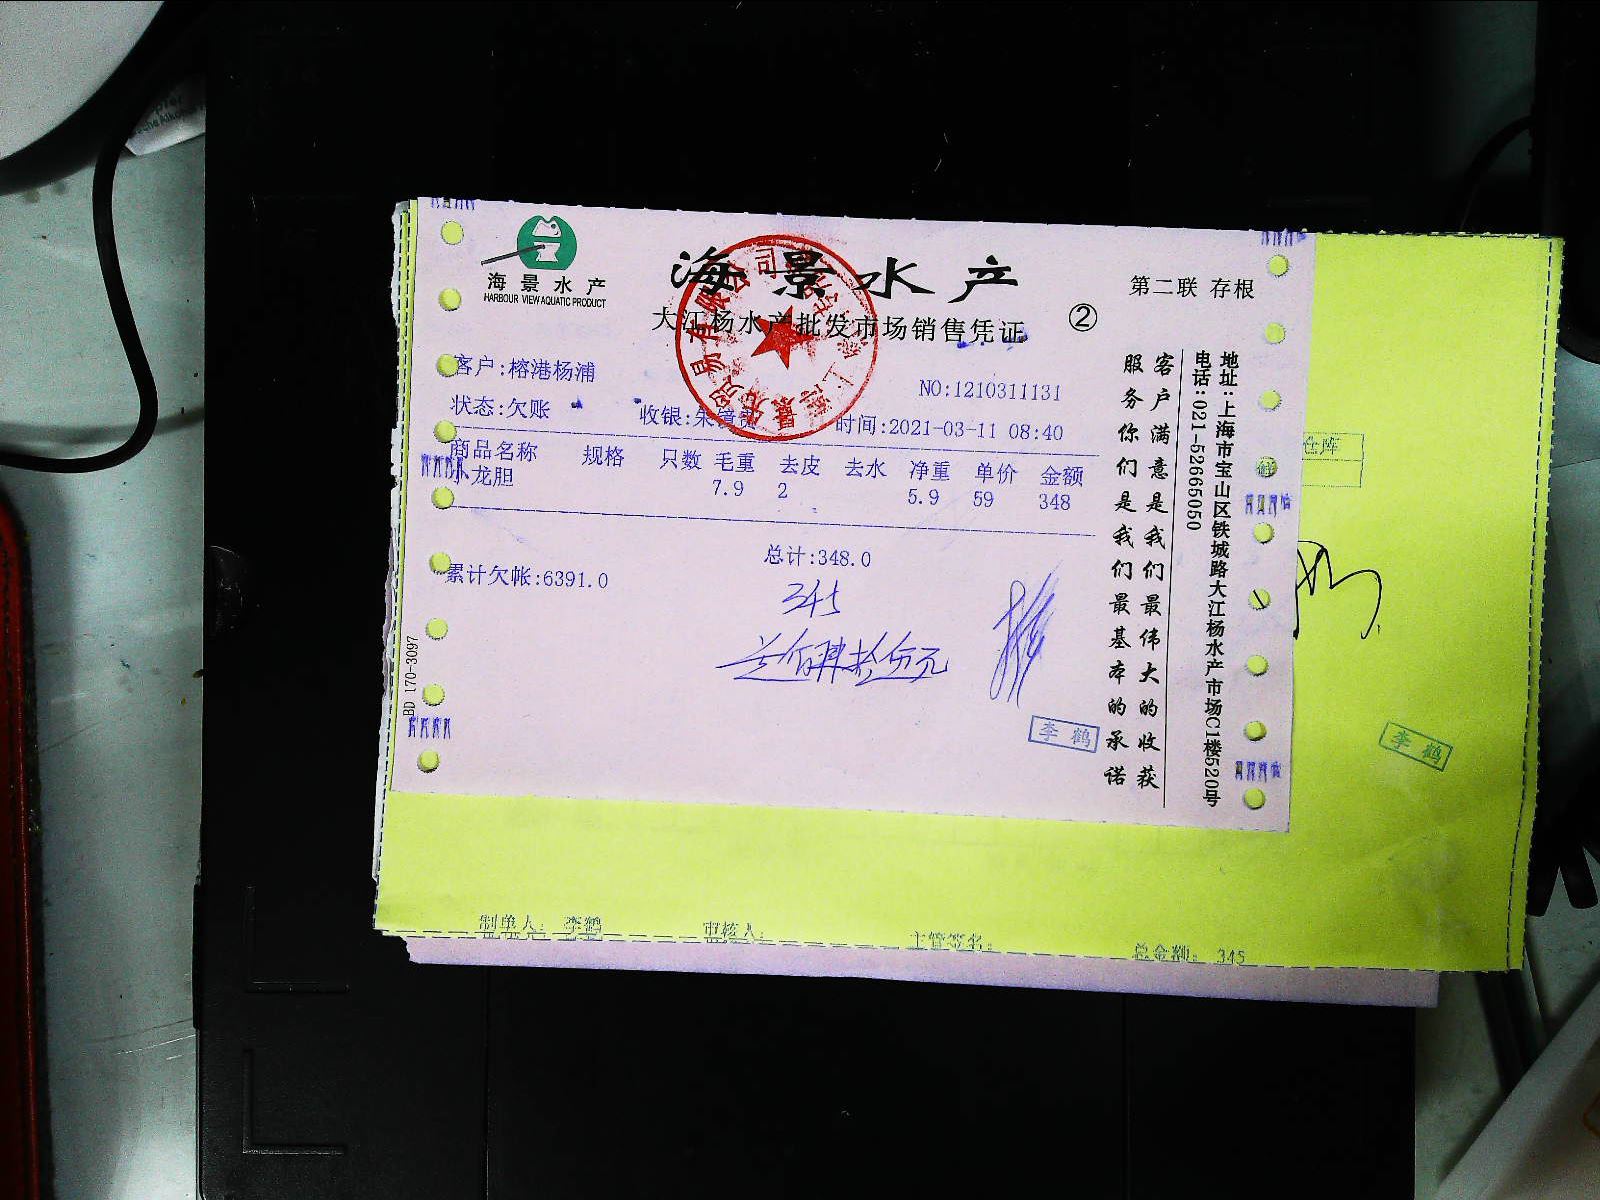 海景水产
HARBOUR VIEW AQUATIC PRODUCT
海景水产
第二联 存根
大江杨水产批发市场销售凭证
②
客户:榕港杨浦
NO:1210311131
状态:欠账
收银:朱镜
时间:2021-03-11 08:40
商品名称 规格 只数 毛重 去皮 去水 净重 单价 金额
小龙胆 7.9 2 5.9 59 348
总计:348.0
累计欠帐:6391.0
345
李鹤
BD 170-3097
客户满意是我们最伟大的收获
服务你们是我们最基本的承诺
地址:上海市宝山区铁城路大江杨水产市场C1楼520号
电话:021-52665050
仓库
李鹤
制单人: 李鹤
审核人:
主管签名:
总金额: 345